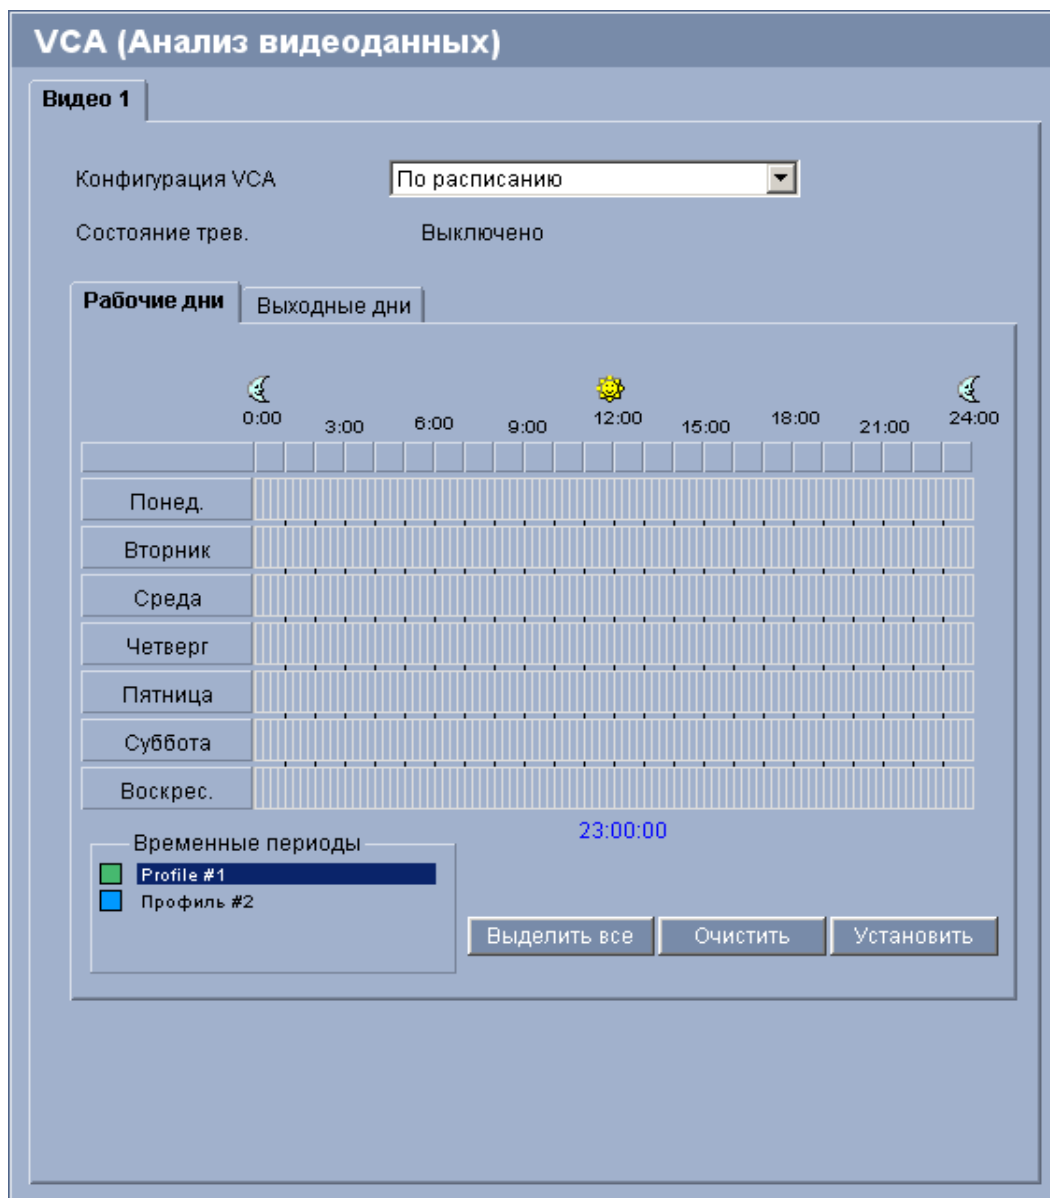 VCA (Анализ видеоданных)
Видео 1
Конфигурация VCA По расписанию
Состояние трев. Выключено
Рабочие дни Выходные дни
0:00 3:00 6:00 9:00 12:00 15:00 18:00 21:00 24:00
Понед.
Вторник
Среда
Четверг
Пятница
Суббота
Воскрес.
23:00:00
Временные периоды
Profile #1
Профиль #2
Выделить все Очистить Установить